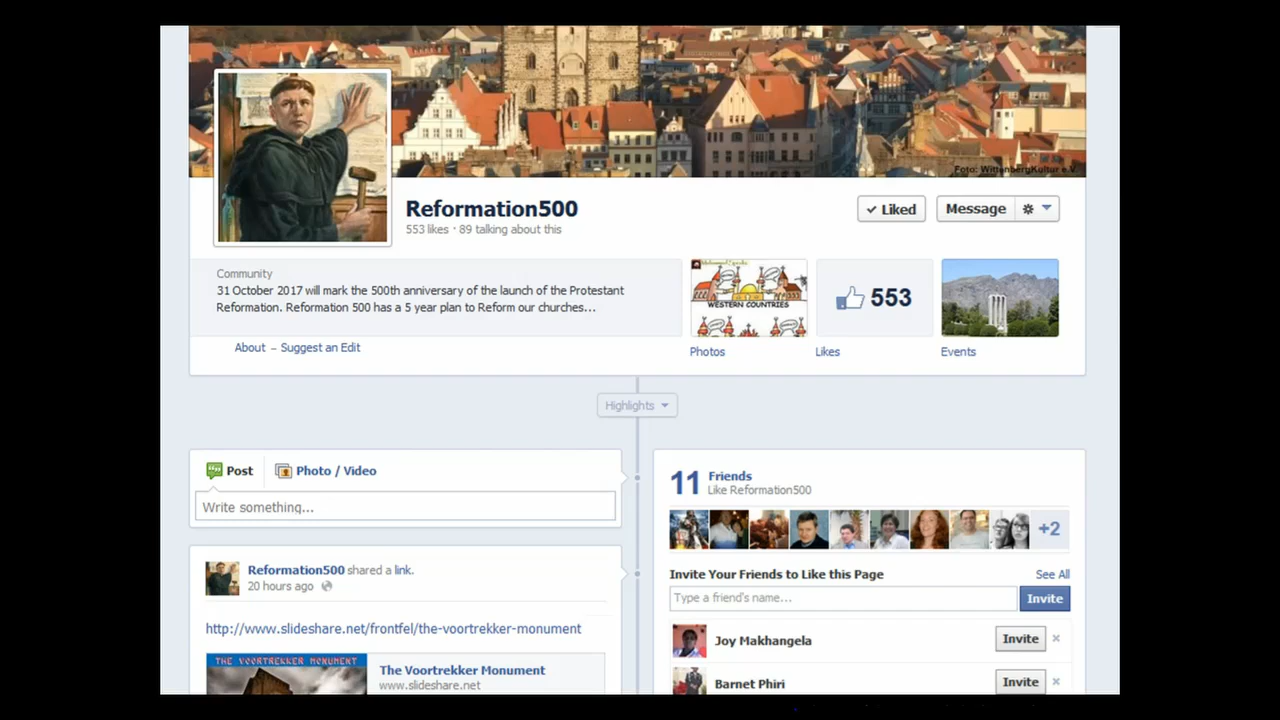 Foto: WittenbergKultur e.V.
Reformation500
553 likes · 89 talking about this
Liked
Message
Community
31 October 2017 will mark the 500th anniversary of the launch of the Protestant
Reformation. Reformation 500 has a 5 year plan to Reform our churches...
About – Suggest an Edit
WESTERN COUNTRIES
553
Photos
Likes
Events
Highlights
Post
Photo / Video
Write something...
Reformation500 shared a link.
20 hours ago
http://www.slideshare.net/frontfel/the-voortrekker-monument
THE VOORTREKKER MONUMENT
The Voortrekker Monument
www.slideshare.net
11 Friends
Like Reformation500
+2
Invite Your Friends to Like this Page
See All
Type a friend's name...
Invite
Joy Makhangela
Invite
Barnet Phiri
Invite